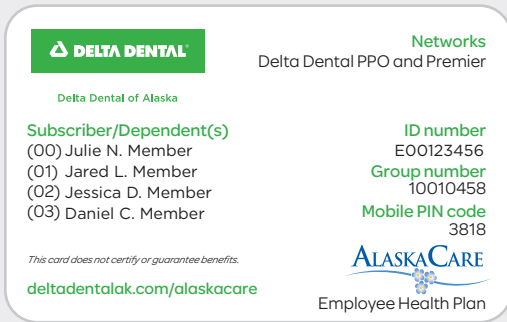 DELTA DENTAL®
Delta Dental of Alaska
Networks
Delta Dental PPO and Premier
Subscriber/Dependent(s)
(00) Julie N. Member
(01) Jared L. Member
(02) Jessica D. Member
(03) Daniel C. Member
ID number
E00123456
Group number
10010458
Mobile PIN code
3818
This card does not certify or guarantee benefits.
deltadentalak.com/alaskacare
ALASKACARE
Employee Health Plan